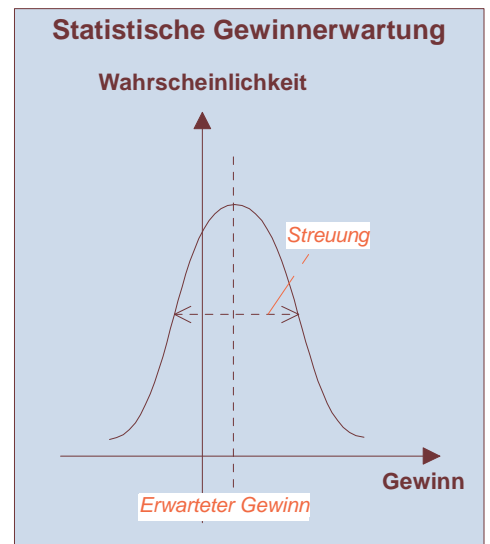 Statistische Gewinnerwartung
Wahrscheinlichkeit
Streuung
Gewinn
Erwarteter Gewinn